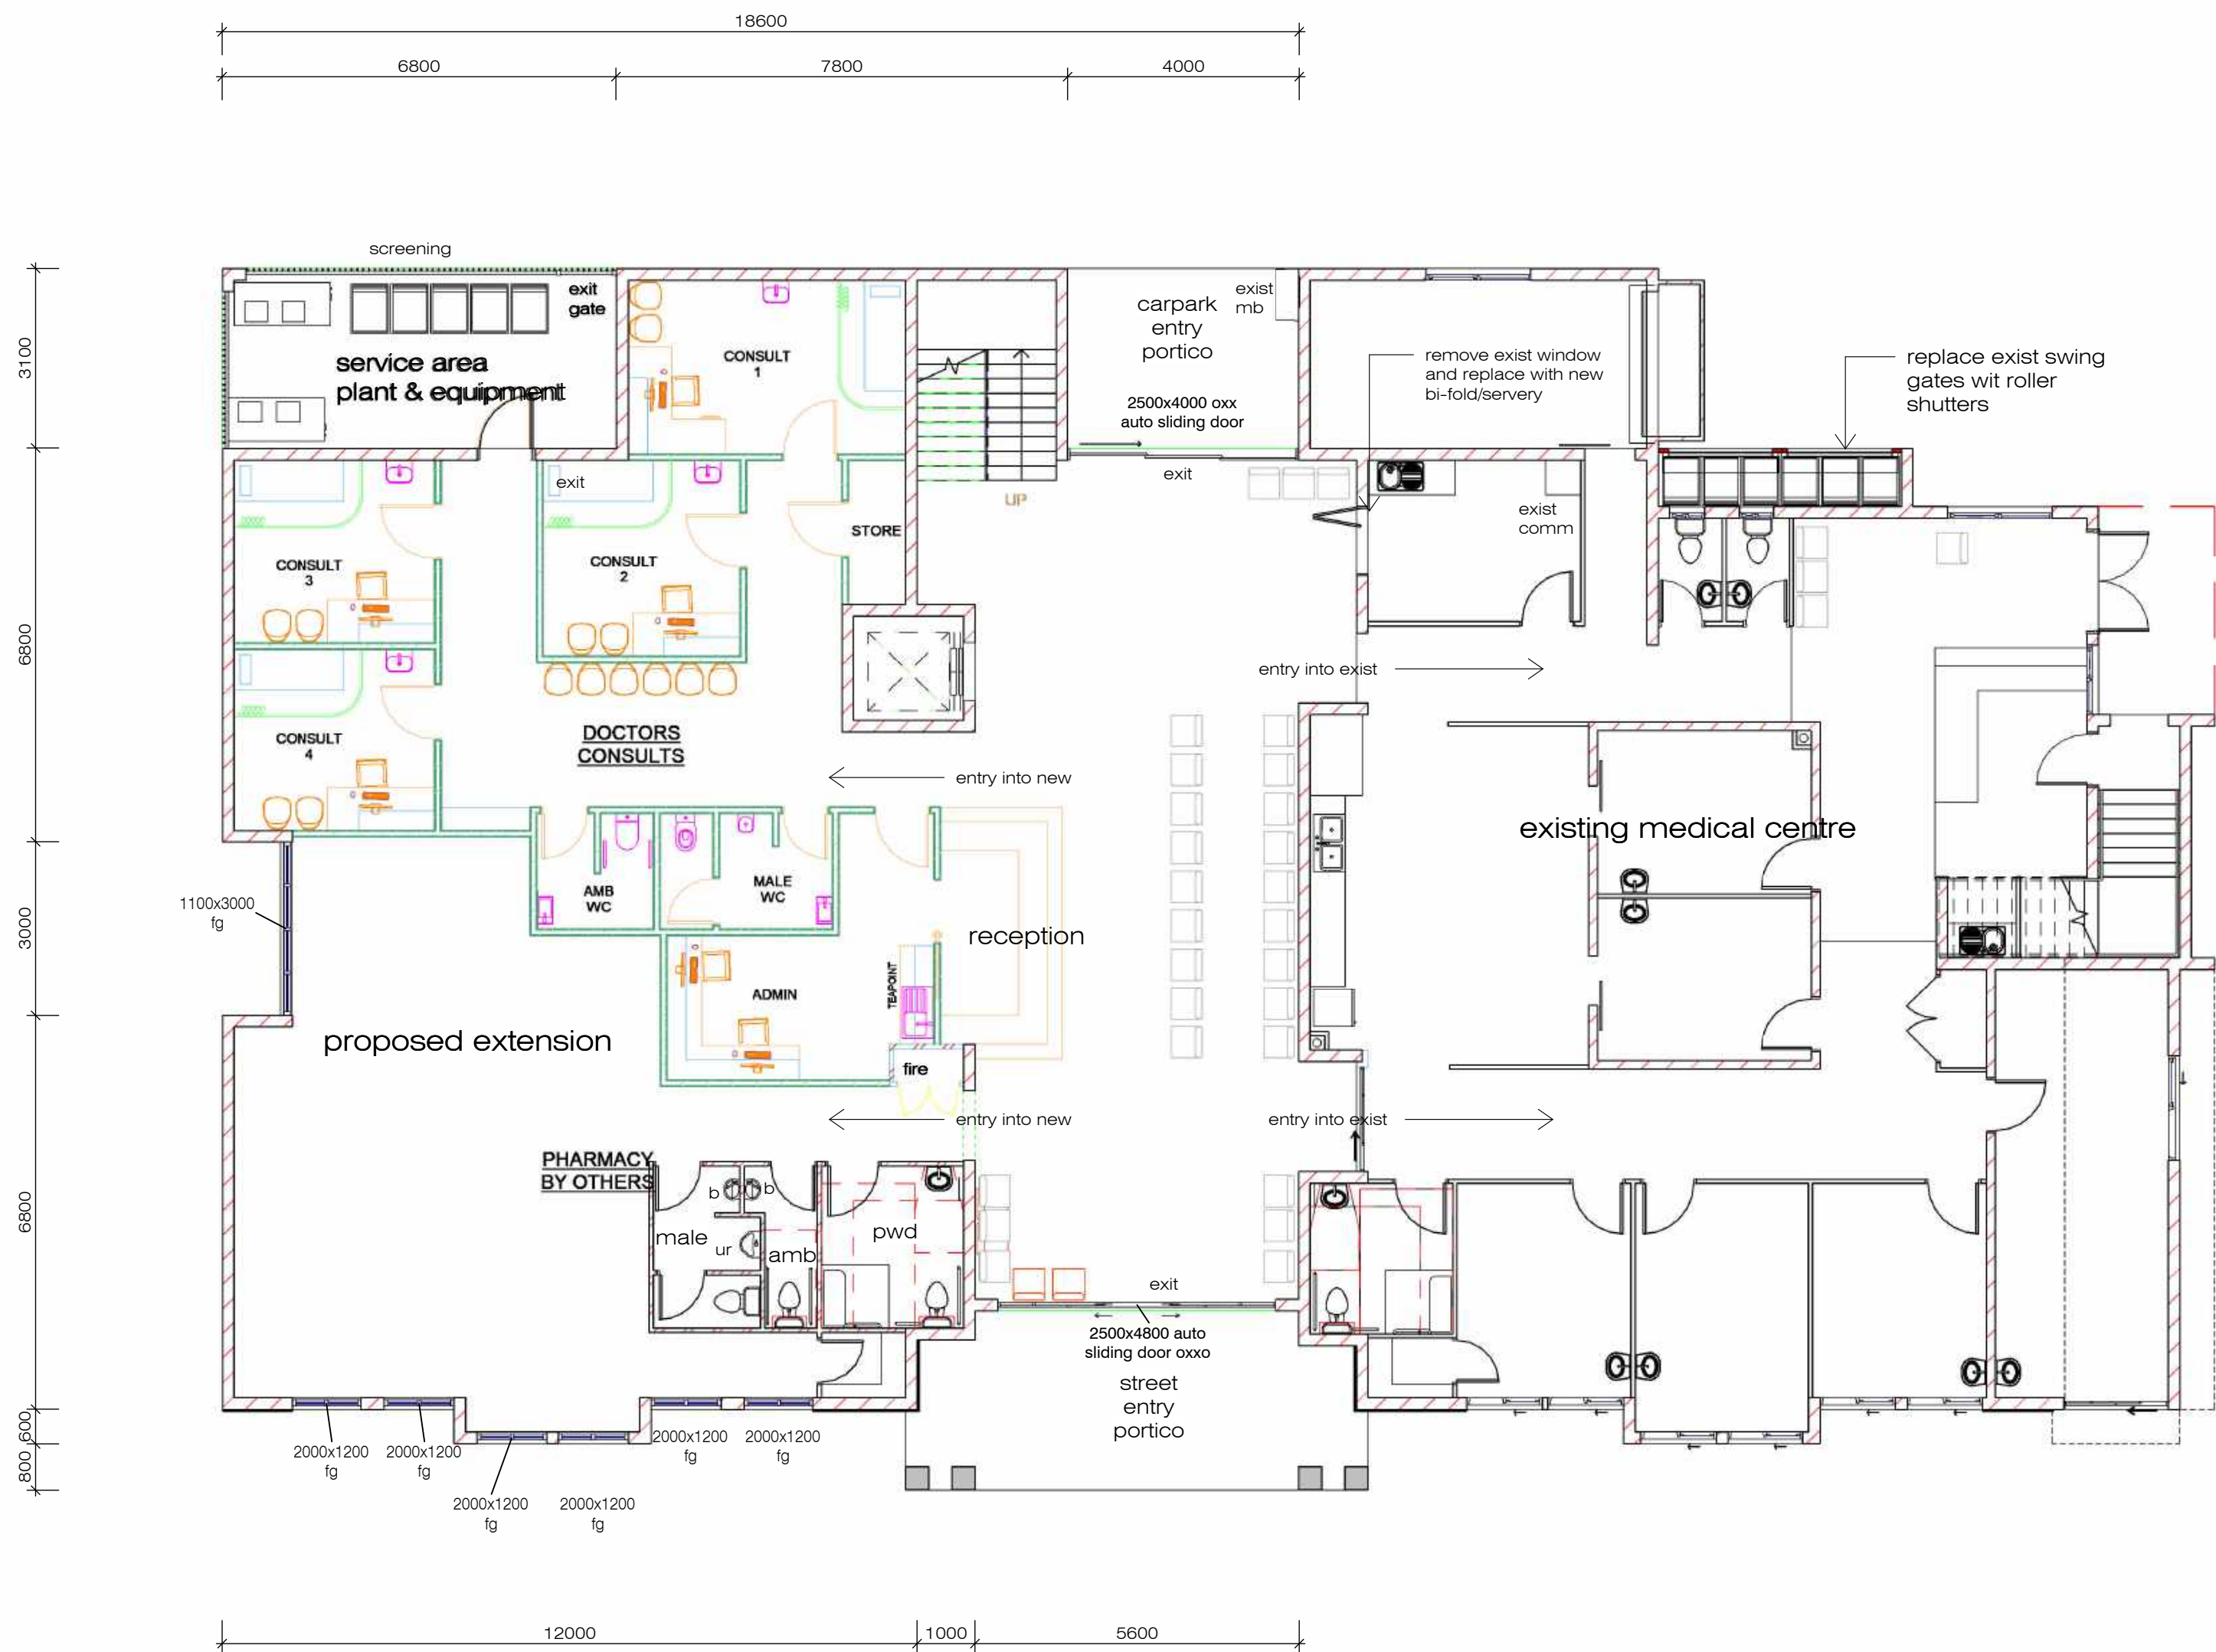 18600
6800
7800
4000
screening
exit
gate
service area
plant & equipment
CONSULT
1
carpark
entry
portico
exist
mb
2500x4000 oxx
auto sliding door
remove exist window
and replace with new
bi-fold/servery
replace exist swing
gates wit roller
shutters
3100
exit
exit
UP
STORE
exist
comm
CONSULT
3
CONSULT
2
6800
entry into exist
CONSULT
4
DOCTORS
CONSULTS
entry into new
existing medical centre
1100x3000
fg
AMB
WC
MALE
WC
3000
reception
TEAPOINT
ADMIN
proposed extension
fire
entry into new
entry into exist
PHARMACY
BY OTHERS
b
b
male
ur
amb
pwd
6800
exit
2500x4800 auto
sliding door oxxo
street
entry
portico
600
800
2000x1200
fg
2000x1200
fg
2000x1200
fg
2000x1200
fg
2000x1200
fg
2000x1200
fg
12000
1000
5600